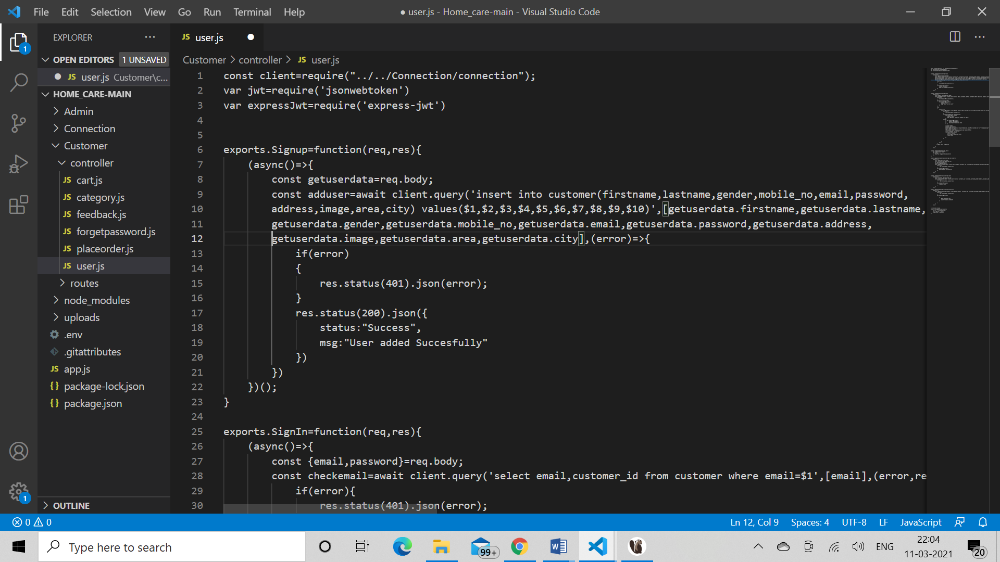 File Edit Selection View Go Run Terminal Help
● user.js - Home_care-main - Visual Studio Code
EXPLORER
JS user.js
OPEN EDITORS 1 UNSAVED
JS user.js Customer\c...
HOME_CARE-MAIN
Admin
Connection
Customer
controller
JS cart.js
JS category.js
JS feedback.js
JS forgetpassword.js
JS placeorder.js
JS user.js
routes
node_modules
uploads
.env
.gitattributes
JS app.js
{} package-lock.json
{} package.json
OUTLINE
1
1
Customer > controller > JS user.js
1 const client=require("../../Connection/connection");
2 var jwt=require('jsonwebtoken')
3 var expressJwt=require('express-jwt')
4
5
6 exports.Signup=function(req,res){
7 (async()=>{
8 const getuserdata=req.body;
9 const adduser=await client.query('insert into customer(firstname,lastname,gender,mobile_no,email,password,
10 address,image,area,city) values($1,$2,$3,$4,$5,$6,$7,$8,$9,$10)',[getuserdata.firstname,getuserdata.lastname,
11 getuserdata.gender,getuserdata.mobile_no,getuserdata.email,getuserdata.password,getuserdata.address,
12 getuserdata.image,getuserdata.area,getuserdata.city],(error)=>{
13 if(error)
14 {
15 res.status(401).json(error);
16 }
17 res.status(200).json({
18 status:"Success",
19 msg:"User added Succesfully"
20 })
21 })
22 })();
23 }
24
25 exports.SignIn=function(req,res){
26 (async()=>{
27 const {email,password}=req.body;
28 const checkemail=await client.query('select email,customer_id from customer where email=$1',[email],(error,re
29 if(error){
30 res.status(401).json(error);
0 0
Ln 12, Col 9 Spaces: 4 UTF-8 LF JavaScript
Type here to search
99+
ENG
22:04
11-03-2021
20